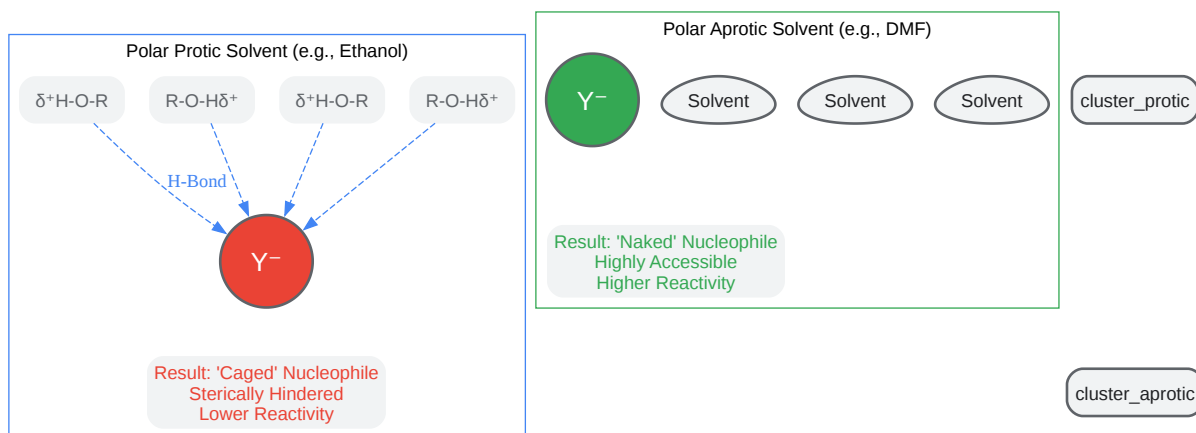 Polar Protic Solvent (e.g., Ethanol)
δ⁺H-O-R
R-O-Hδ⁺
δ⁺H-O-R
R-O-Hδ⁺
H-Bond
Y⁻
Result: 'Caged' Nucleophile
Sterically Hindered
Lower Reactivity
Polar Aprotic Solvent (e.g., DMF)
Y⁻
Solvent
Solvent
Solvent
Result: 'Naked' Nucleophile
Highly Accessible
Higher Reactivity
cluster_protic
cluster_aprotic